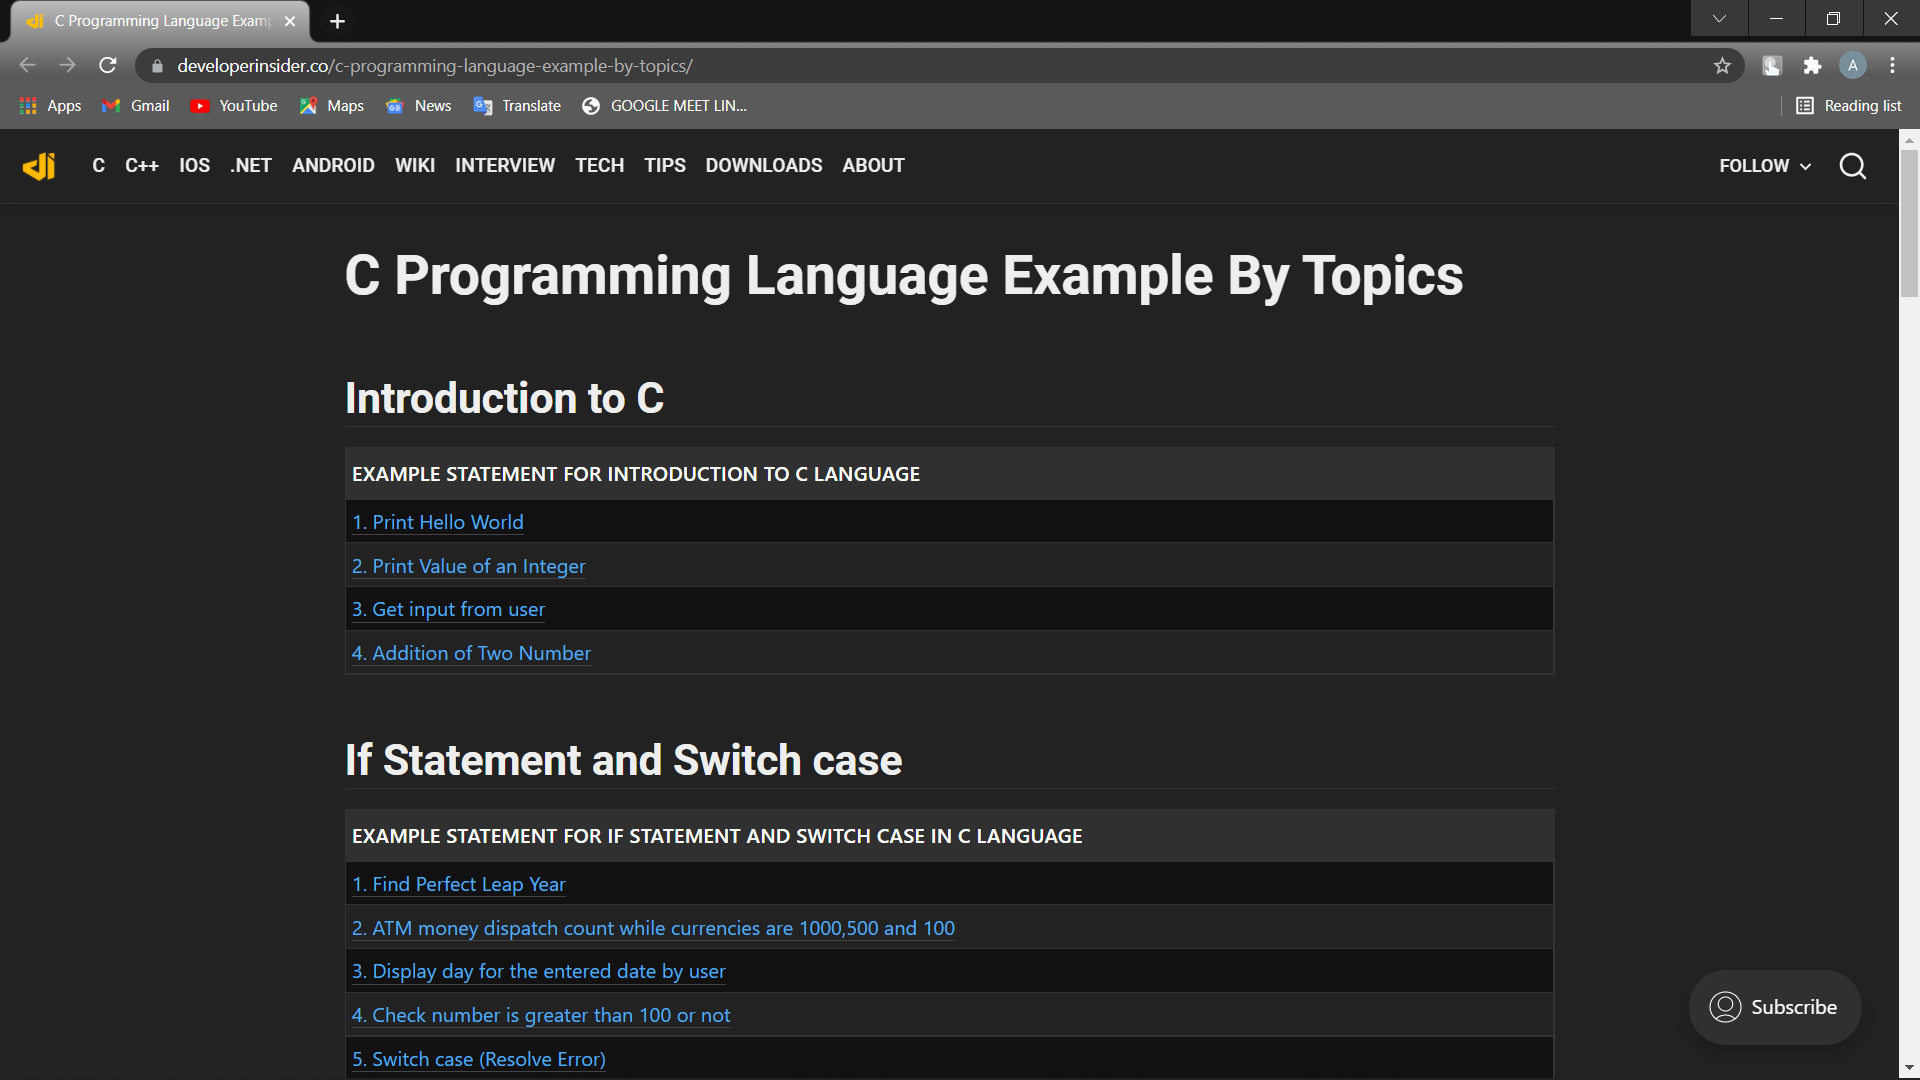 C Programming Language Exam
developerinsider.co/c-programming-language-example-by-topics/
A
Apps
Gmail
YouTube
Maps
News
Translate
GOOGLE MEET LIN...
Reading list
C C++ IOS .NET ANDROID WIKI INTERVIEW TECH TIPS DOWNLOADS ABOUT
FOLLOW
C Programming Language Example By Topics
Introduction to C
EXAMPLE STATEMENT FOR INTRODUCTION TO C LANGUAGE
1. Print Hello World
2. Print Value of an Integer
3. Get input from user
4. Addition of Two Number
If Statement and Switch case
EXAMPLE STATEMENT FOR IF STATEMENT AND SWITCH CASE IN C LANGUAGE
1. Find Perfect Leap Year
2. ATM money dispatch count while currencies are 1000,500 and 100
3. Display day for the entered date by user
4. Check number is greater than 100 or not
5. Switch case (Resolve Error)
Subscribe